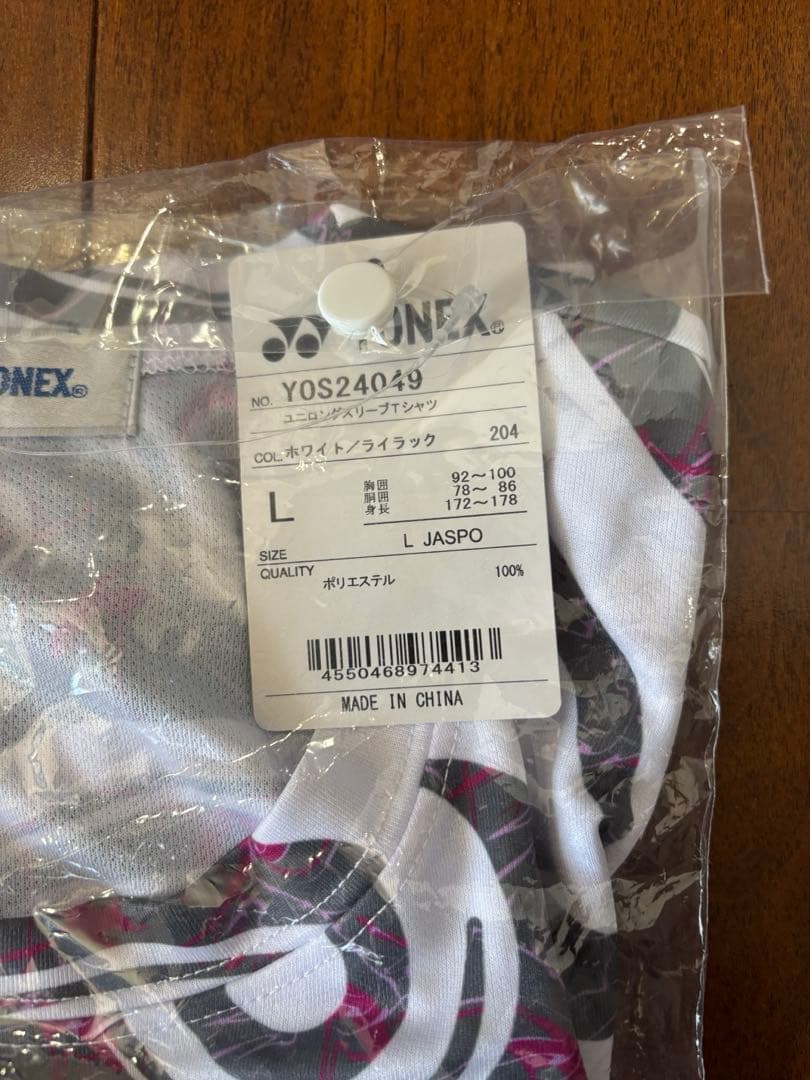 YONEX®
ONEX®
NO. YOS24049
ユニロングスリーブTシャツ
COL. ホワイト/ライラック 204
L
胸囲 92～100
胴囲 78～ 86
身長 172～178
SIZE L JASPO
QUALITY ポリエステル 100%
4550468974413
MADE IN CHINA